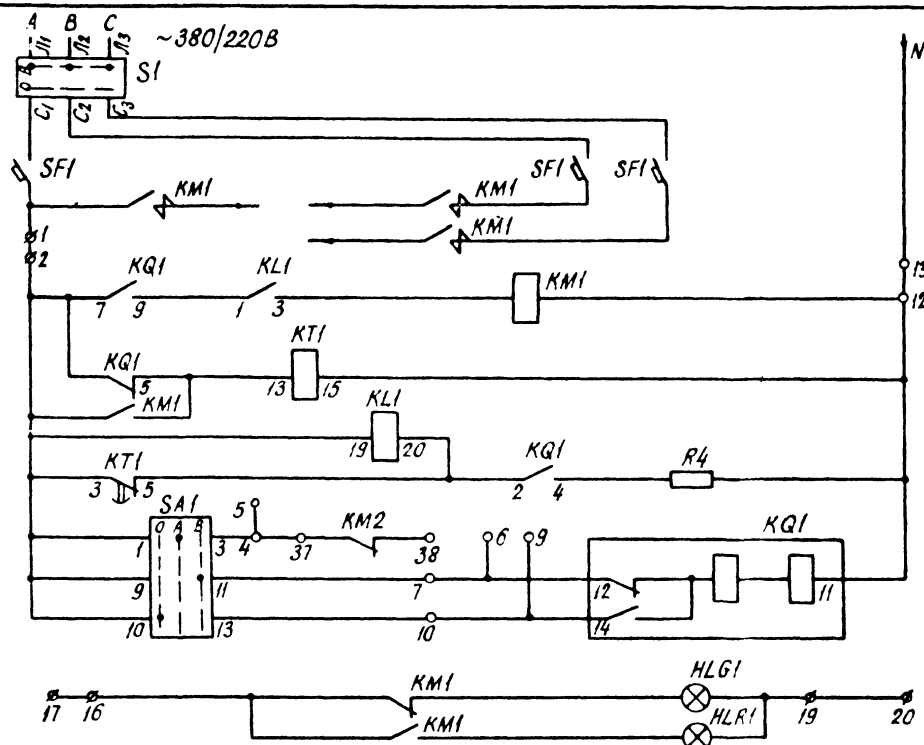 A B C
Л1 Л2 Л3 ~380/220В
N
В
О
S1
C1 C2 C3
SF1 SF1 SF1
KM1 KM1
KM1
1
2
13
KQ1 KL1 KM1
7 9 1 3 12
KT1
KQ1
5 13 15
KM1
KL1
19 20
KT1 KQ1 R4
3 5 2 4
SA1
О А В
5
KM2 KQ1
1 3 4 37 38 6 9
9 11 7 12 11
10 13 10 14
KM1 HLG1
17 16 19 20
KM1 HLR1